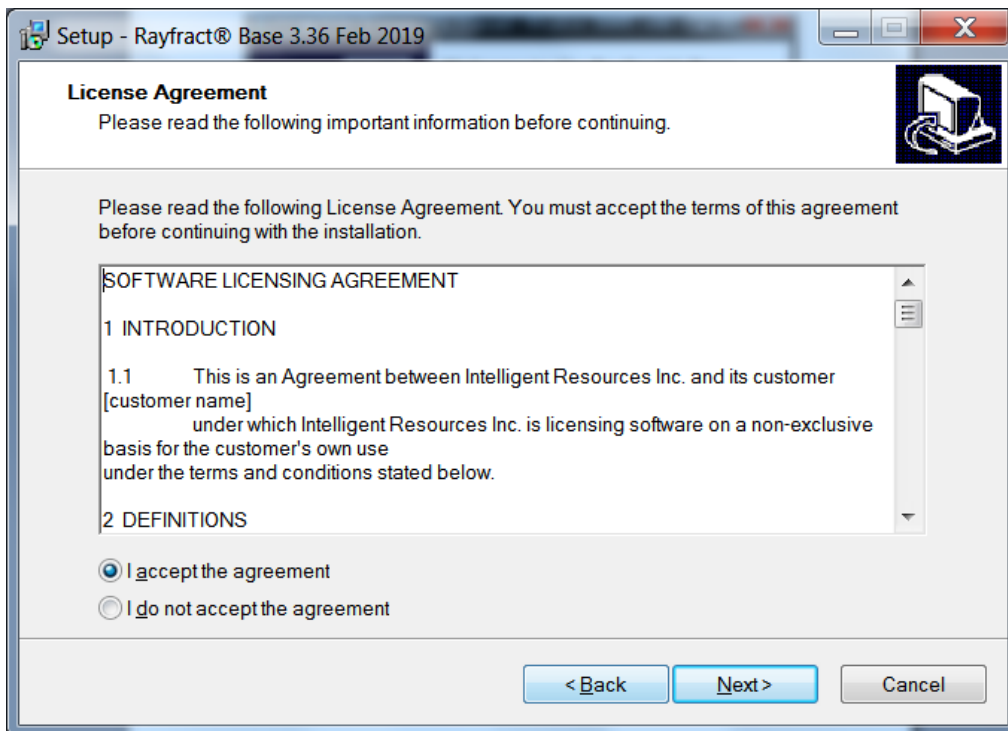 Setup - Rayfract® Base 3.36 Feb 2019
License Agreement
Please read the following important information before continuing.
Please read the following License Agreement. You must accept the terms of this agreement
before continuing with the installation.
SOFTWARE LICENSING AGREEMENT
1 INTRODUCTION
1.1 This is an Agreement between Intelligent Resources Inc. and its customer
[customer name]
under which Intelligent Resources Inc. is licensing software on a non-exclusive
basis for the customer's own use
under the terms and conditions stated below.
2 DEFINITIONS
I accept the agreement
I do not accept the agreement
< Back
Next >
Cancel